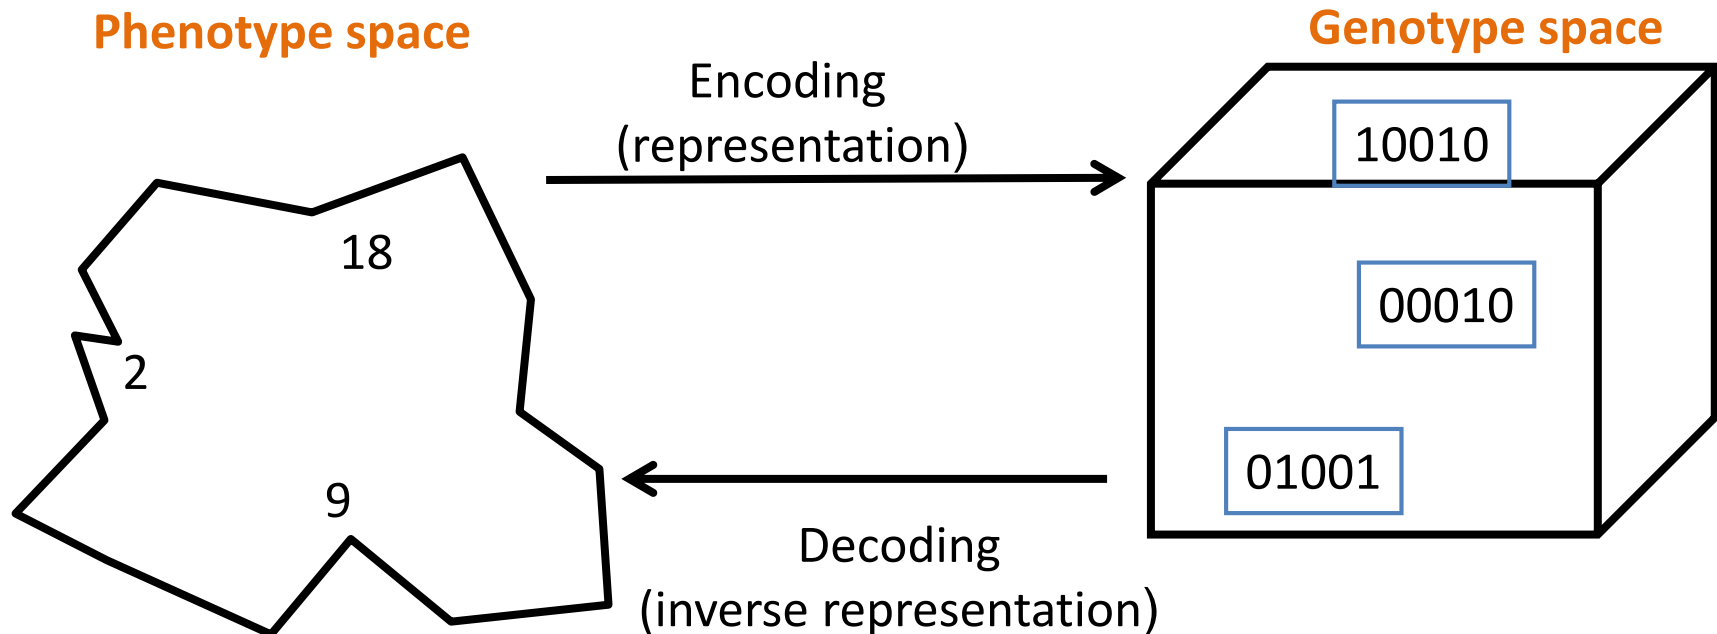 Phenotype space
Genotype space
Encoding
(representation)
10010
18
00010
2
01001
9
Decoding
(inverse representation)